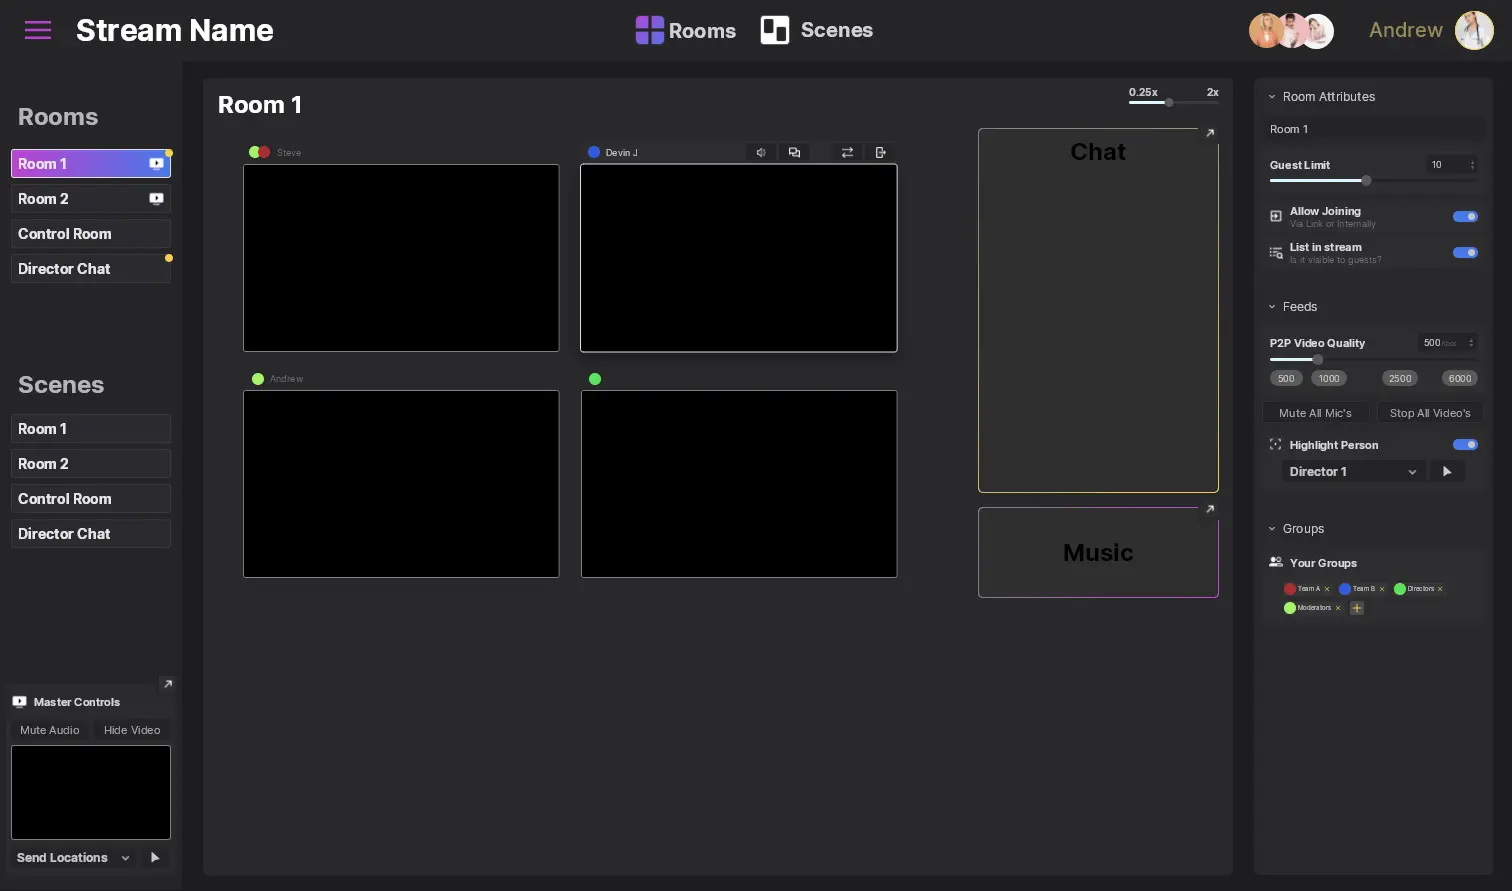 Stream Name
Rooms
Scenes
Andrew
Rooms
Room 1
Room 2
Control Room
Director Chat
Scenes
Room 1
Room 2
Control Room
Director Chat
Master Controls
Mute Audio
Hide Video
Send Locations
Room 1
0.25x
2x
Steve
Devin J
Andrew
Chat
Music
Room Attributes
Room 1
Guest Limit
10
Allow Joining
Via Link or Internally
List in stream
Is it visible to guests?
Feeds
P2P Video Quality
500 Kbps
500
1000
2500
6000
Mute All Mic's
Stop All Video's
Highlight Person
Director 1
Groups
Your Groups
Team A ×
Team B ×
Directors ×
Moderators ×
+